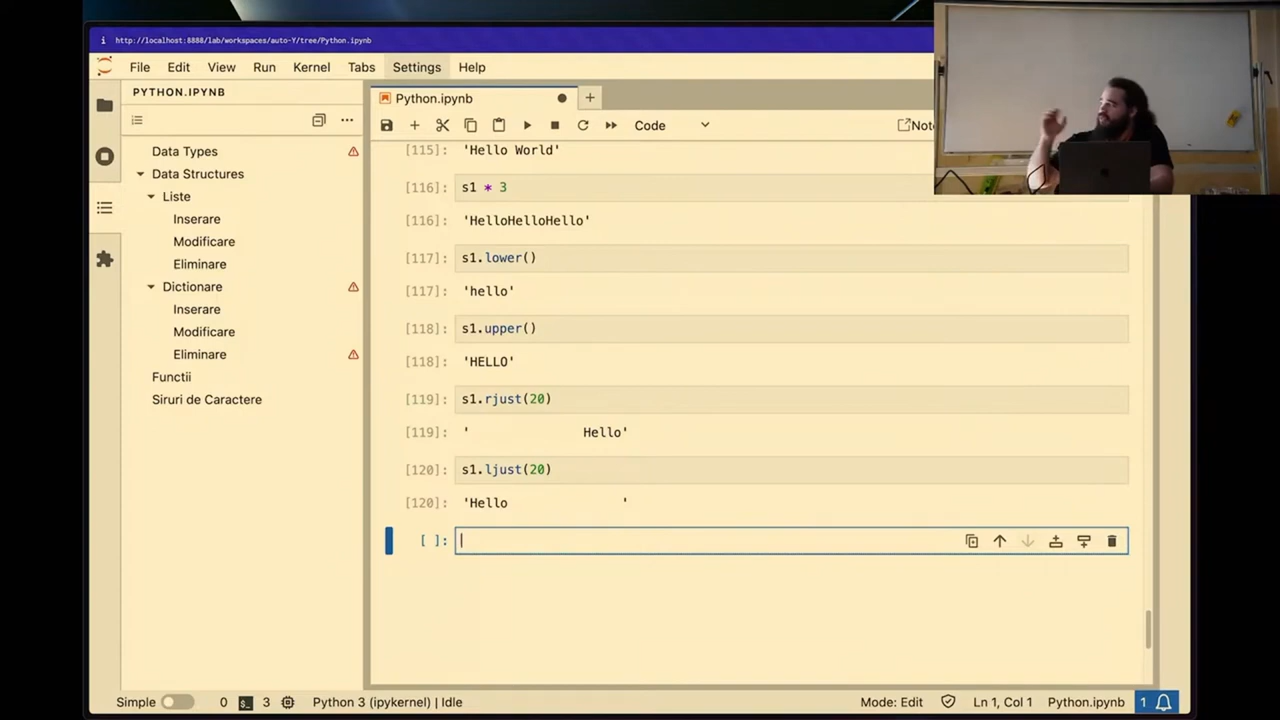 http://localhost:8888/lab/workspaces/auto-Y/tree/Python.ipynb
File Edit View Run Kernel Tabs Settings Help
PYTHON.IPYNB
Python.ipynb
Code
Data Types
Data Structures
Liste
Inserare
Modificare
Eliminare
Dictionare
Inserare
Modificare
Eliminare
Functii
Siruri de Caractere
[115]: 'Hello World'
[116]: s1 * 3
[116]: 'HelloHelloHello'
[117]: s1.lower()
[117]: 'hello'
[118]: s1.upper()
[118]: 'HELLO'
[119]: s1.rjust(20)
[119]: '               Hello'
[120]: s1.ljust(20)
[120]: 'Hello               '
[ ]:
Simple 0 3 Python 3 (ipykernel) | Idle Mode: Edit Ln 1, Col 1 Python.ipynb 1